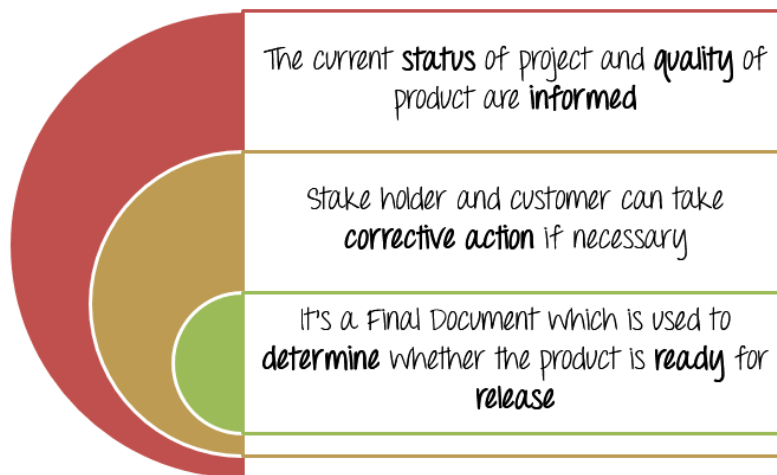 The current status of project and quality of
product are informed
Stake holder and customer can take
corrective action if necessary
It's a Final Document which is used to
determine whether the product is ready for
release